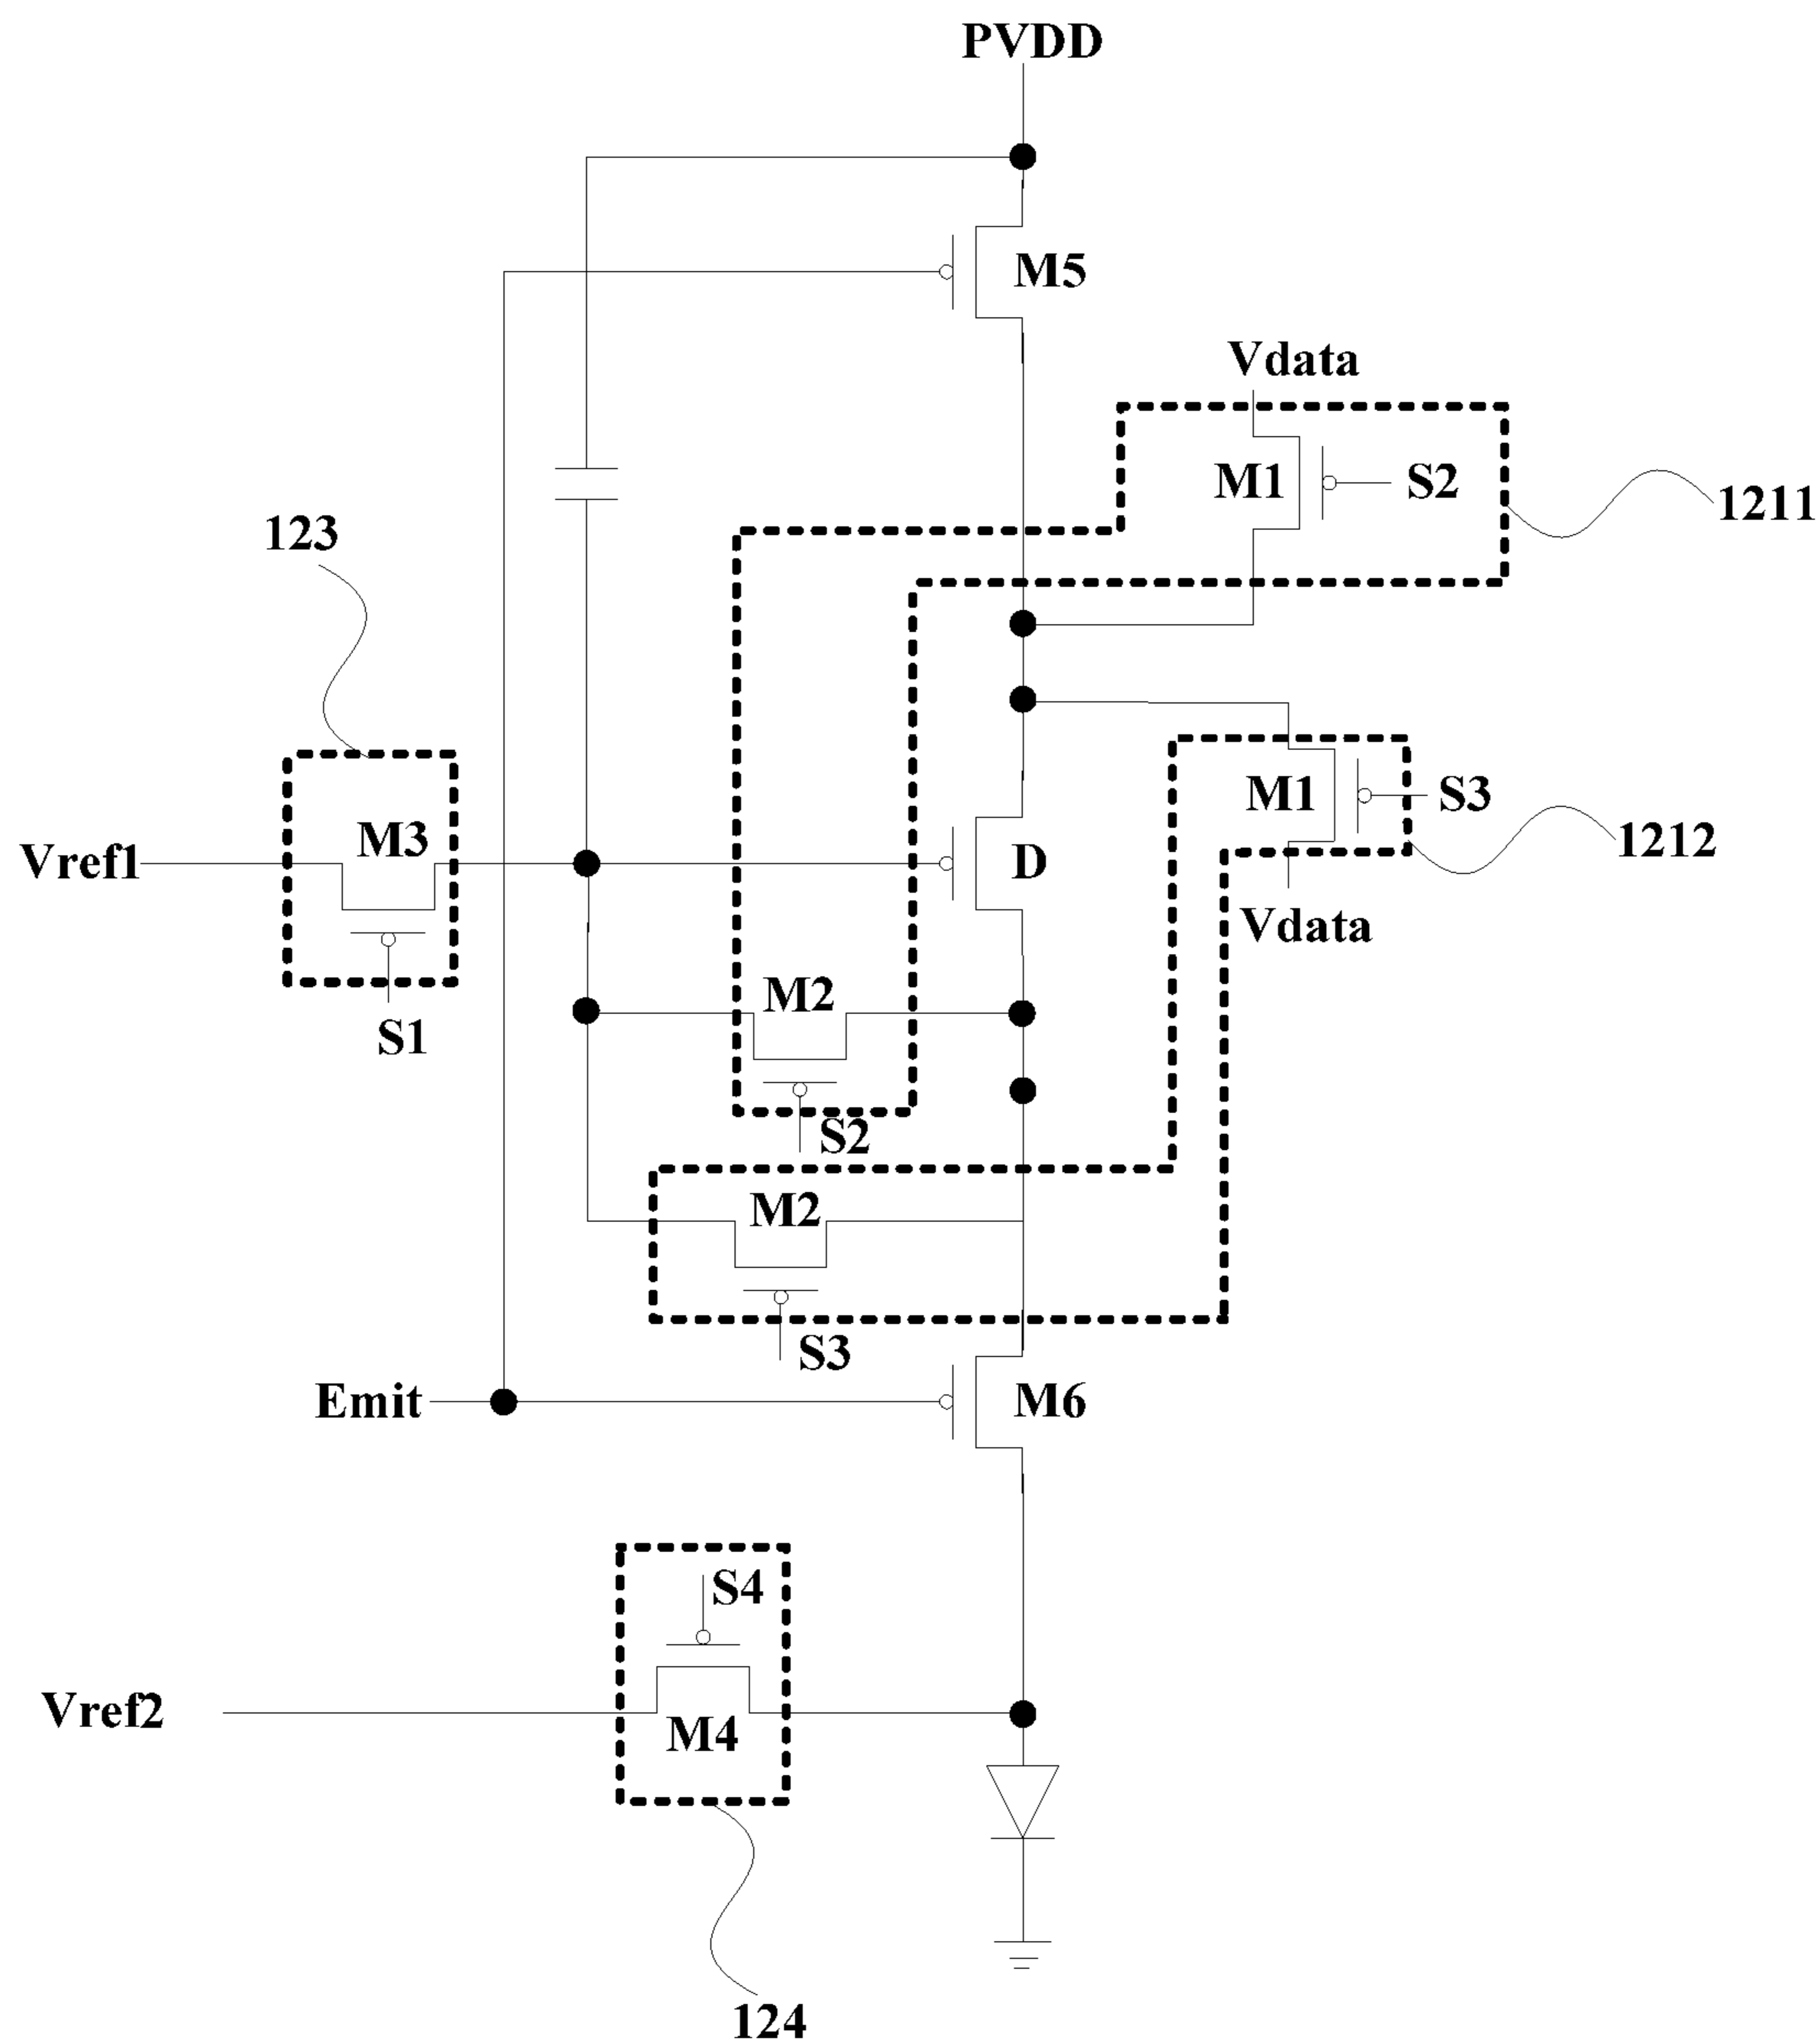 PVDD
M5
Vdata
M1
S2
1211
123
M3
Vref1
D
M1
S3
1212
Vdata
M2
S1
S2
M2
S3
Emit
M6
S4
Vref2
M4
124